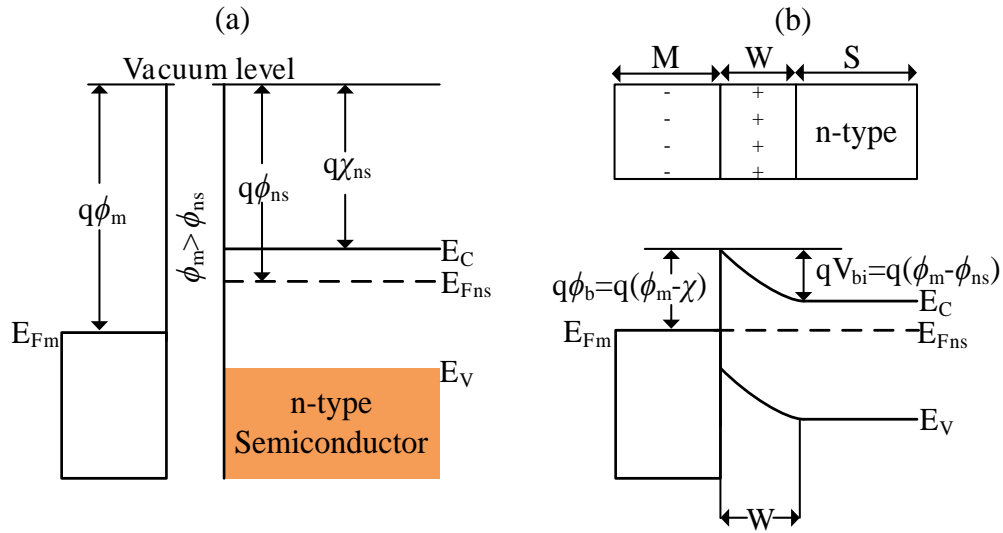 (a)
Vacuum level
qϕm
ϕm> ϕns
qϕns
qχns
EC
EFns
EFm
EV
n-type
Semiconductor
(b)
M W S
- +
- +
- +
- +
n-type
qϕb=q(ϕm-χ)
qVbi=q(ϕm-ϕns)
EC
EFm
EFns
EV
W